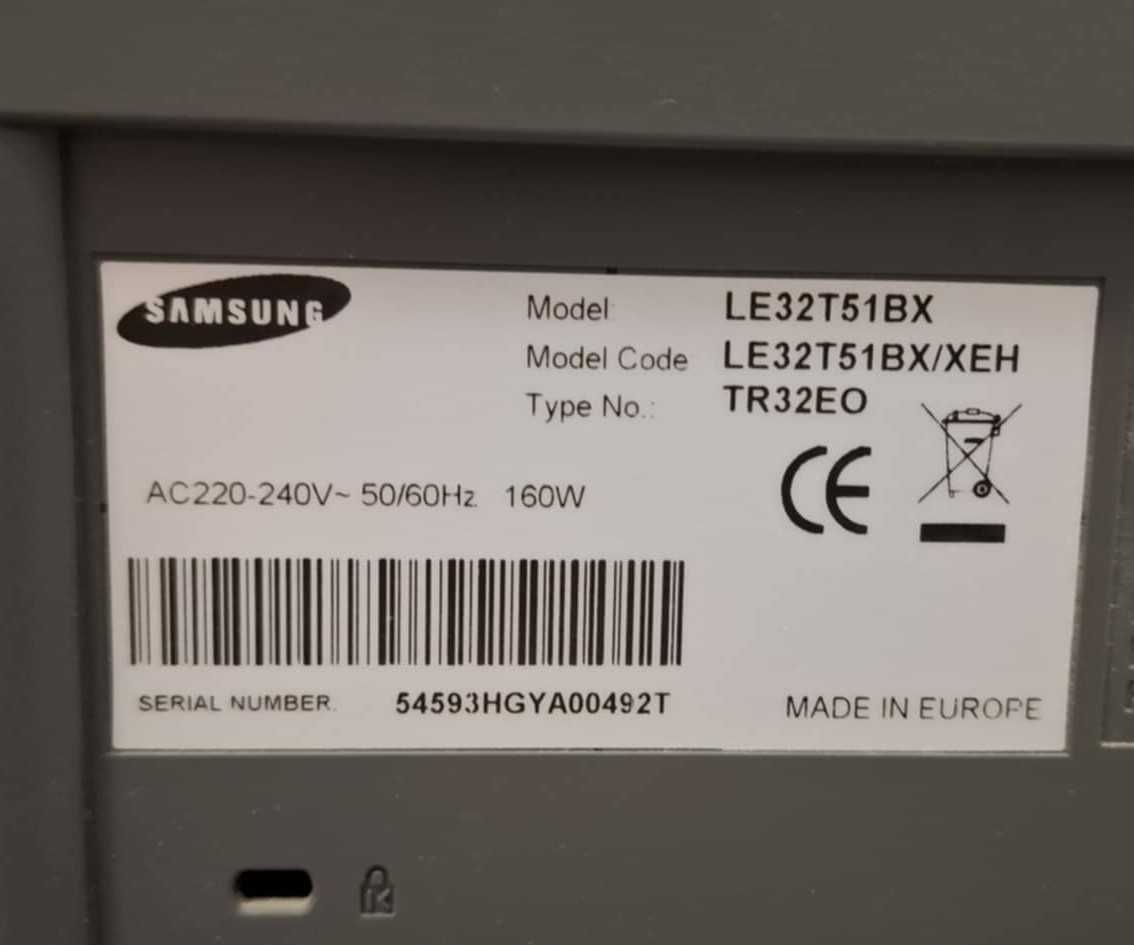 SAMSUNG
Model LE32T51BX
Model Code LE32T51BX/XEH
Type No.: TR32EO
AC220-240V~ 50/60Hz 160W
CE
SERIAL NUMBER. 54593HGYA00492T
MADE IN EUROPE
K